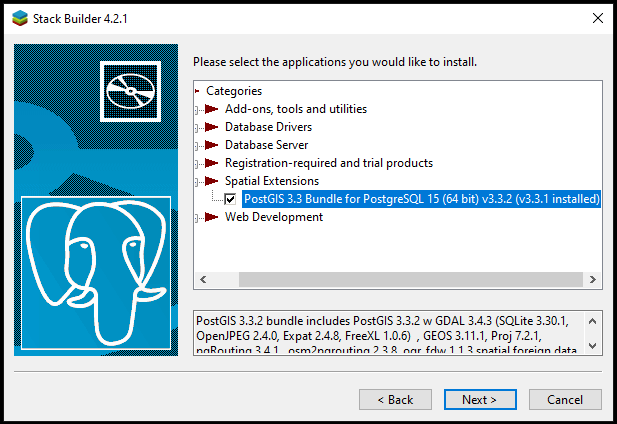 Stack Builder 4.2.1
Please select the applications you would like to install.
Categories
Add-ons, tools and utilities
Database Drivers
Database Server
Registration-required and trial products
Spatial Extensions
PostGIS 3.3 Bundle for PostgreSQL 15 (64 bit) v3.3.2 (v3.3.1 installed)
Web Development
PostGIS 3.3.2 bundle includes PostGIS 3.3.2 w GDAL 3.4.3 (SQLite 3.30.1,
OpenJPEG 2.4.0, Expat 2.4.8, FreeXL 1.0.6) , GEOS 3.11.1, Proj 7.2.1,
pgRouting 3.4.1 , osm2pgrouting 2.3.8, ogr_fdw 1.1.3 spatial foreign data
< Back
Next >
Cancel